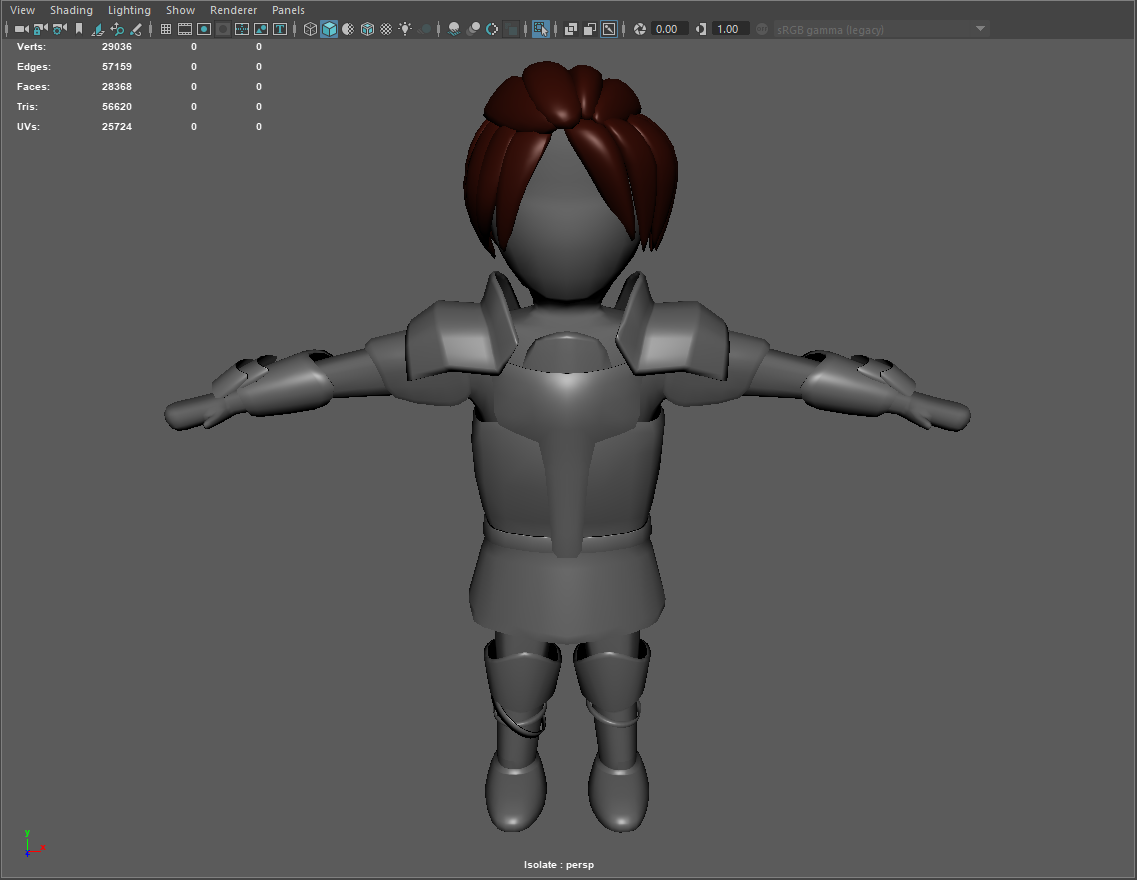 View Shading Lighting Show Renderer Panels
0.00 1.00 sRGB gamma (legacy)
Verts: 29036 0 0
Edges: 57159 0 0
Faces: 28368 0 0
Tris: 56620 0 0
UVs: 25724 0 0
y
x
z
Isolate : persp